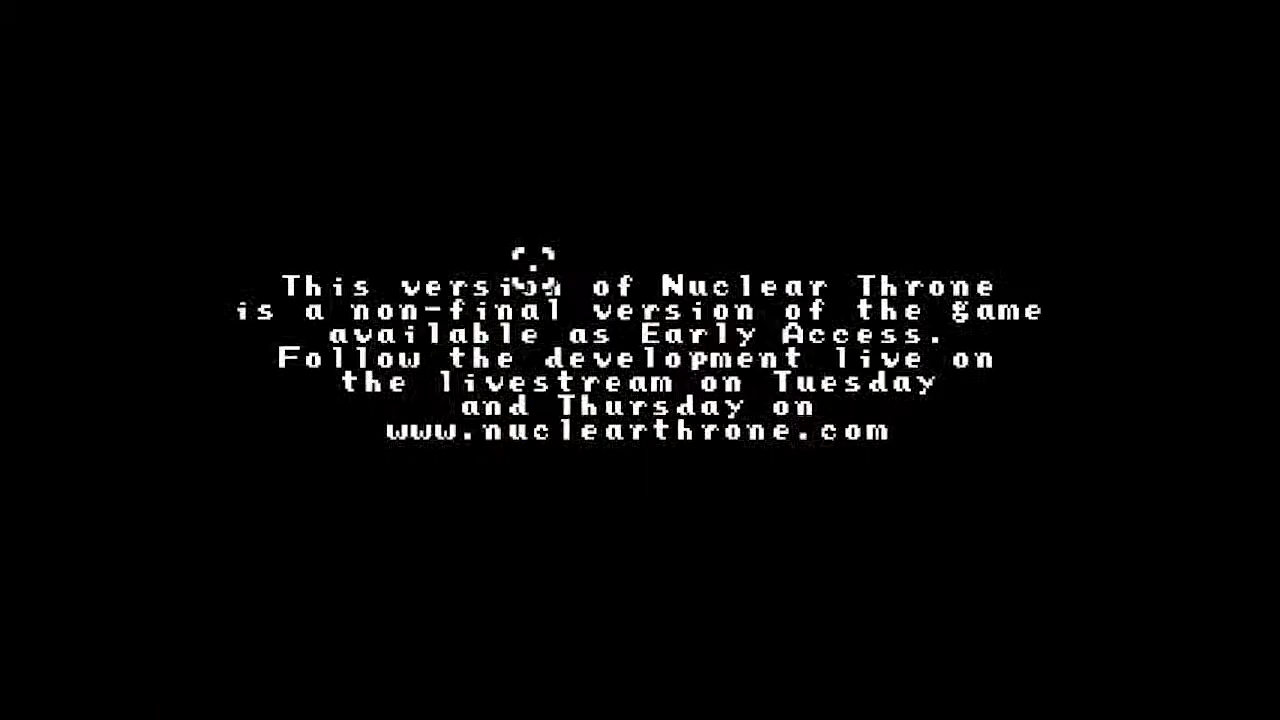 This version of Nuclear Throne
is a non-final version of the game
available as Early Access.
Follow the development live on
the livestream on Tuesday
and Thursday on
www.nuclearthrone.com